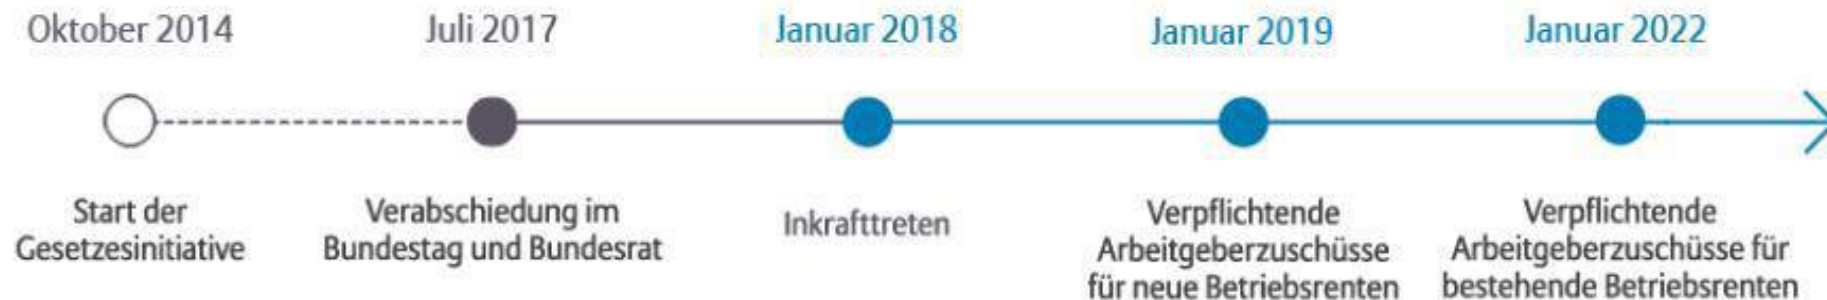 Oktober 2014
Juli 2017
Januar 2018
Januar 2019
Januar 2022
Start der
Gesetzesinitiative
Verabschiedung im
Bundestag und Bundesrat
Inkrafttreten
Verpflichtende
Arbeitgeberzuschüsse
für neue Betriebsrenten
Verpflichtende
Arbeitgeberzuschüsse für
bestehende Betriebsrenten